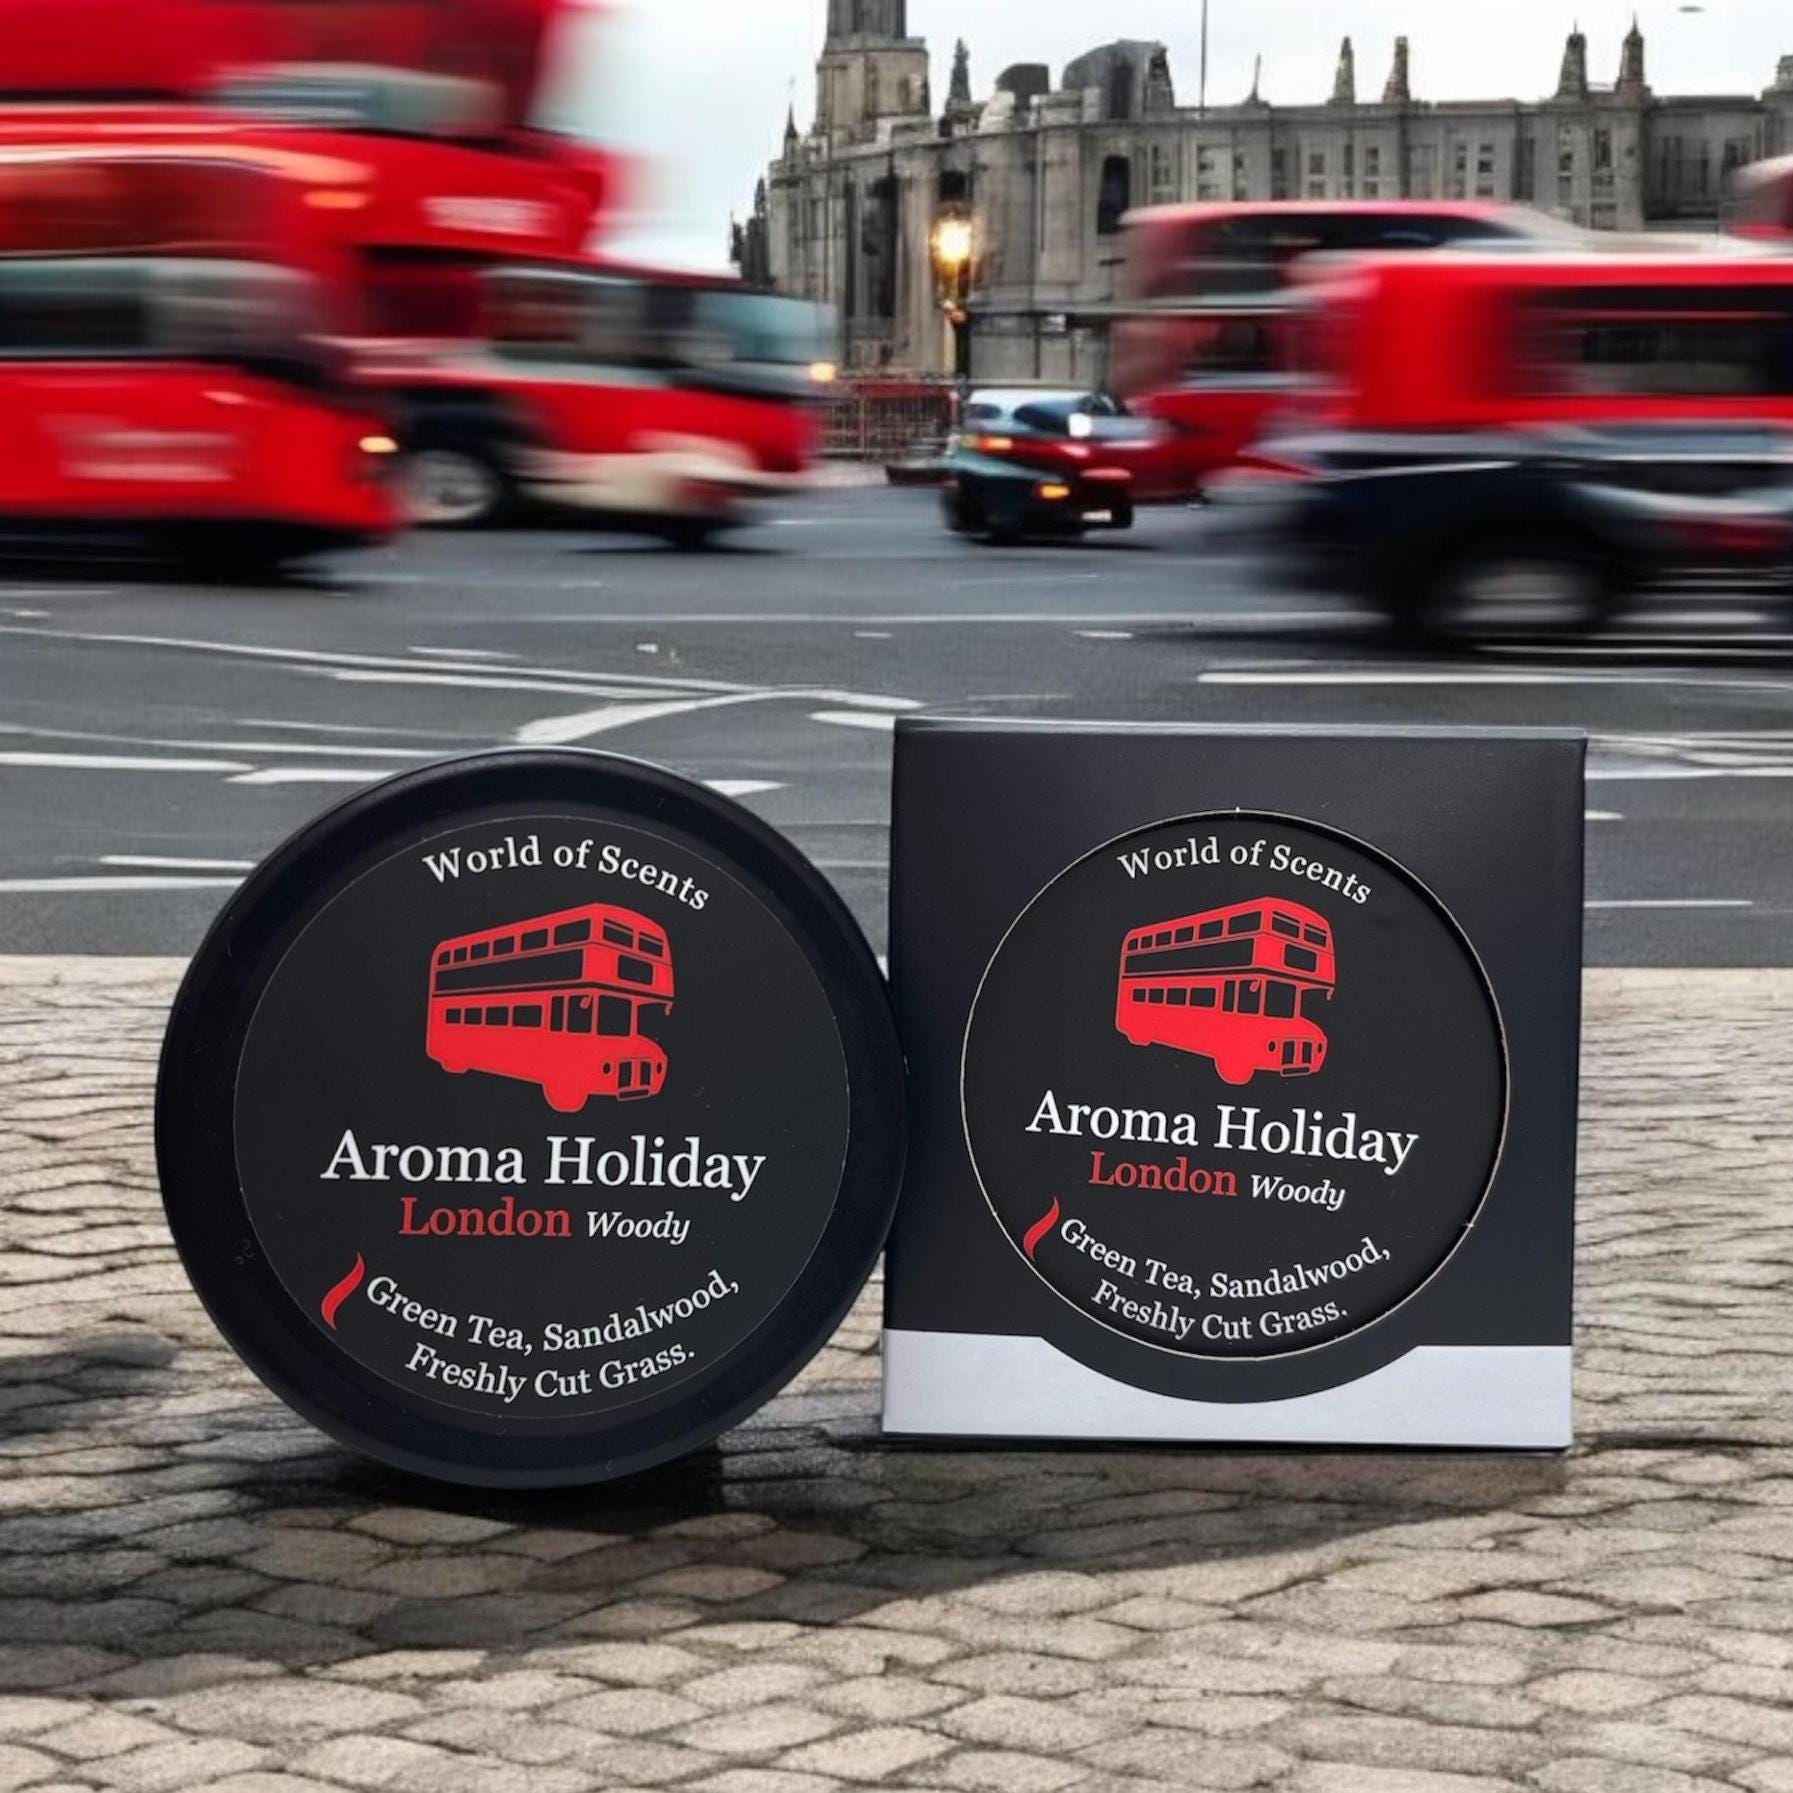 World of Scents
Aroma Holiday
London Woody
Green Tea, Sandalwood,
Freshly Cut Grass.
World of Scents
Aroma Holiday
London Woody
Green Tea, Sandalwood,
Freshly Cut Grass.